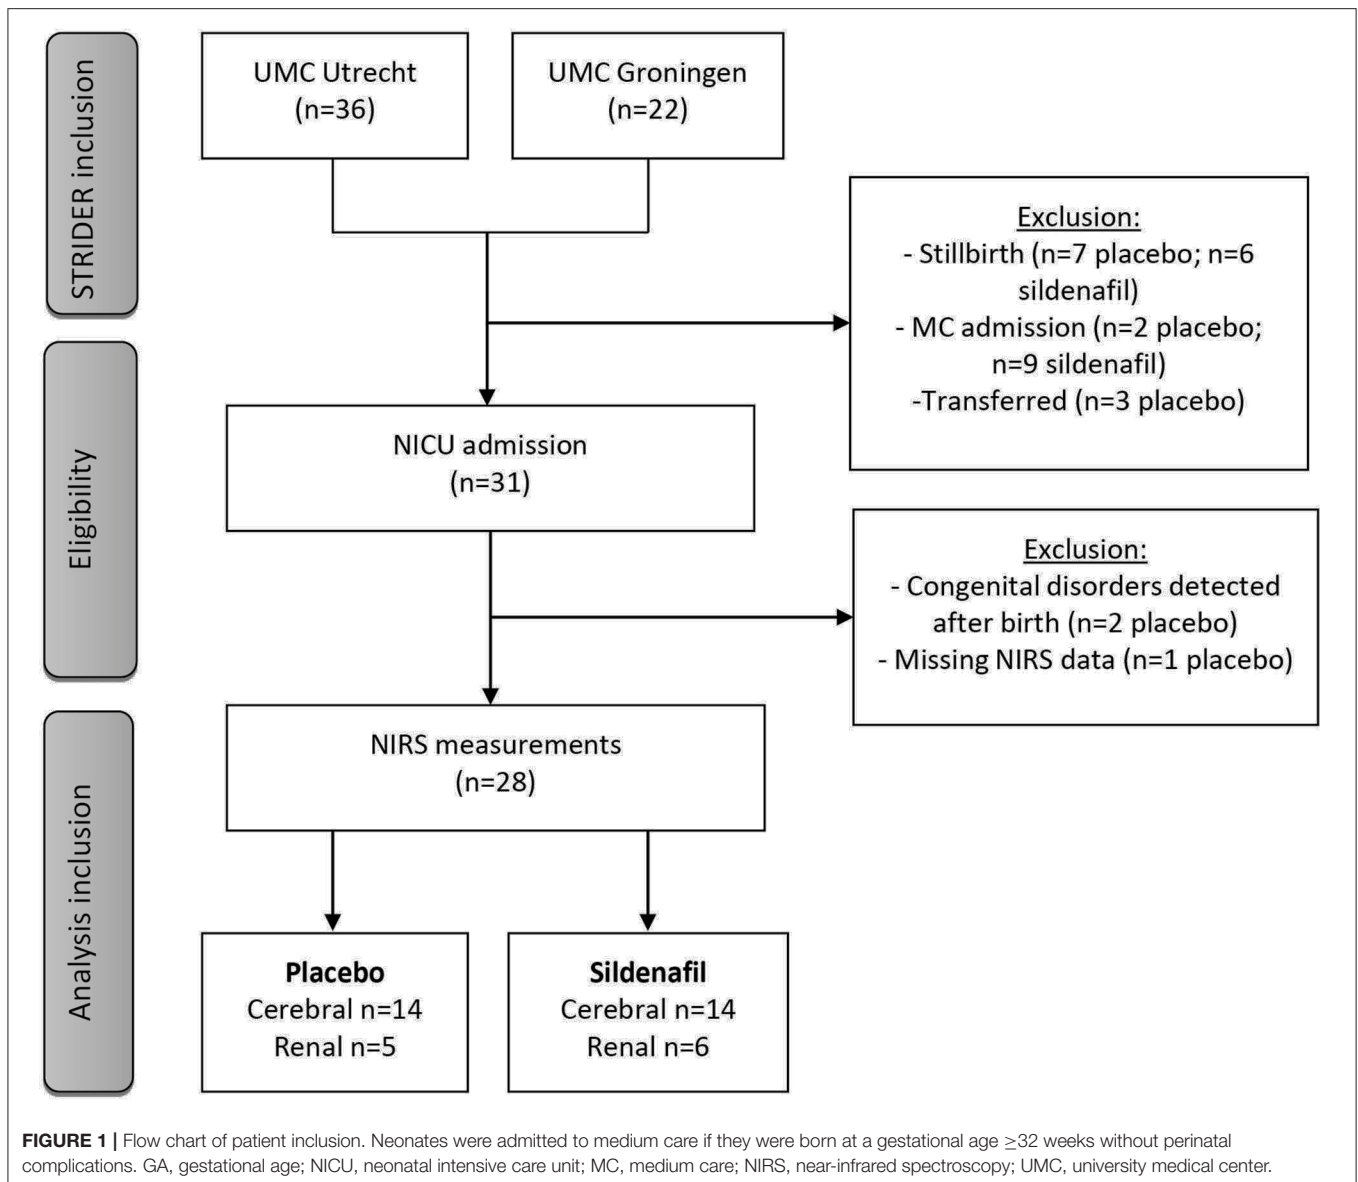 STRIDER inclusion
UMC Utrecht
(n=36)
UMC Groningen
(n=22)
Exclusion:
- Stillbirth (n=7 placebo; n=6
sildenafil)
- MC admission (n=2 placebo;
n=9 sildenafil)
-Transferred (n=3 placebo)
Eligibility
NICU admission
(n=31)
Exclusion:
- Congenital disorders detected
after birth (n=2 placebo)
- Missing NIRS data (n=1 placebo)
Analysis inclusion
NIRS measurements
(n=28)
Placebo
Cerebral n=14
Renal n=5
Sildenafil
Cerebral n=14
Renal n=6
FIGURE 1 | Flow chart of patient inclusion. Neonates were admitted to medium care if they were born at a gestational age ≥32 weeks without perinatal
complications. GA, gestational age; NICU, neonatal intensive care unit; MC, medium care; NIRS, near-infrared spectroscopy; UMC, university medical center.